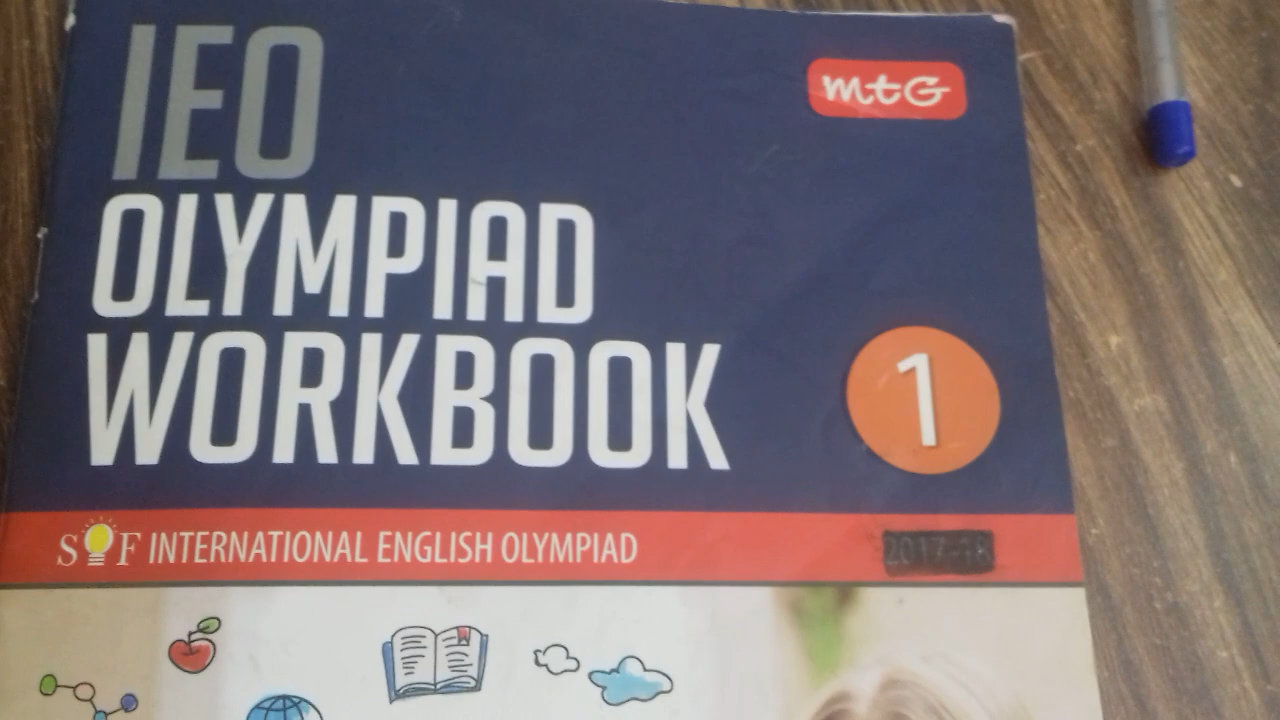 IEO
mtG
OLYMPIAD
WORKBOOK
1
SOF INTERNATIONAL ENGLISH OLYMPIAD
2017-18